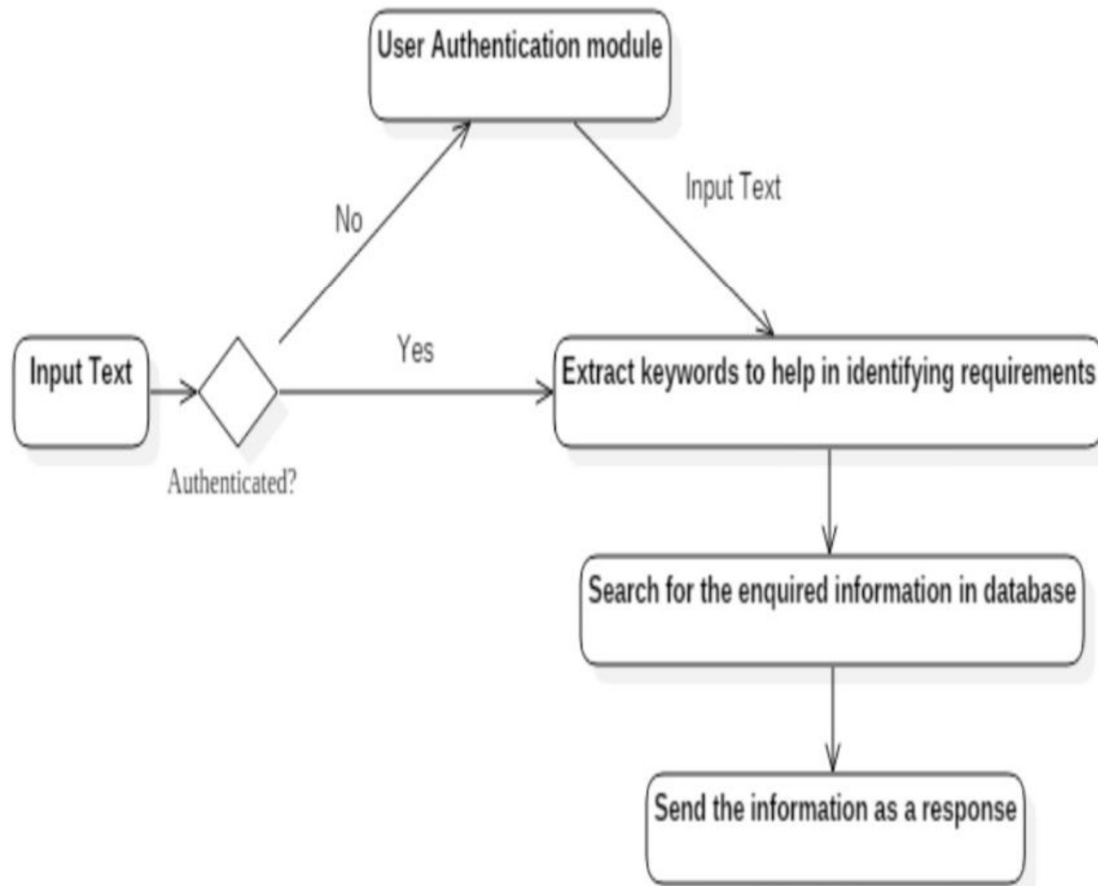 User Authentication module
No
Input Text
Input Text
Yes
Authenticated?
Extract keywords to help in identifying requirements
Search for the enquired information in database
Send the information as a response